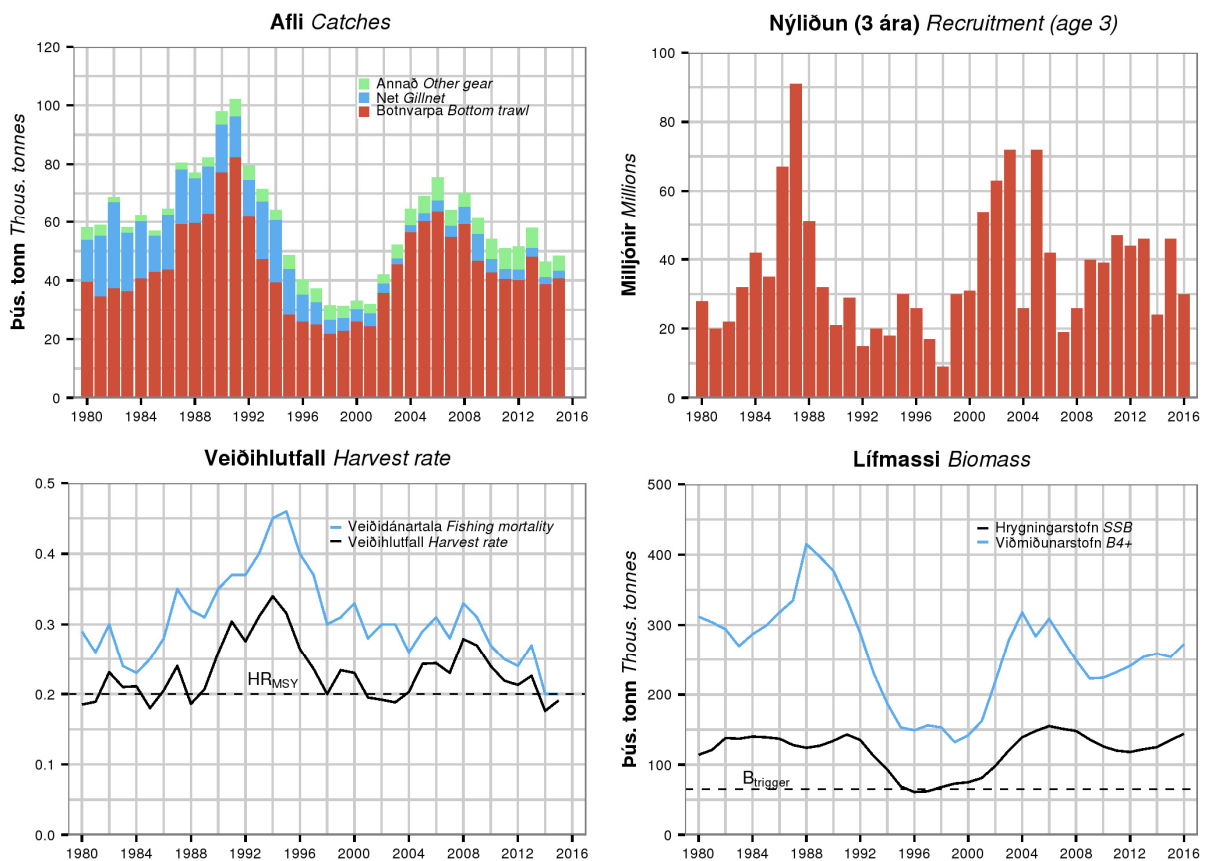 Afli Catches
Þús. tonn Thous. tonnes
120
100
80
60
40
20
0
Annað Other gear
Net Gillnet
Botnvarpa Bottom trawl
1980 1984 1988 1992 1996 2000 2004 2008 2012 2016
Nýliðun (3 ára) Recruitment (age 3)
Milljónir Millions
100
80
60
40
20
0
1980 1984 1988 1992 1996 2000 2004 2008 2012 2016
Veiðihlutfall Harvest rate
0.5
0.4
0.3
0.2
0.1
0.0
Veiðidánartala Fishing mortality
Veiðihlutfall Harvest rate
HRMSY
1980 1984 1988 1992 1996 2000 2004 2008 2012 2016
Lífmassi Biomass
Þús. tonn Thous. tonnes
500
400
300
200
100
0
Hrygningarstofn SSB
Viðmiðunarstofn B4+
Btrigger
1980 1984 1988 1992 1996 2000 2004 2008 2012 2016